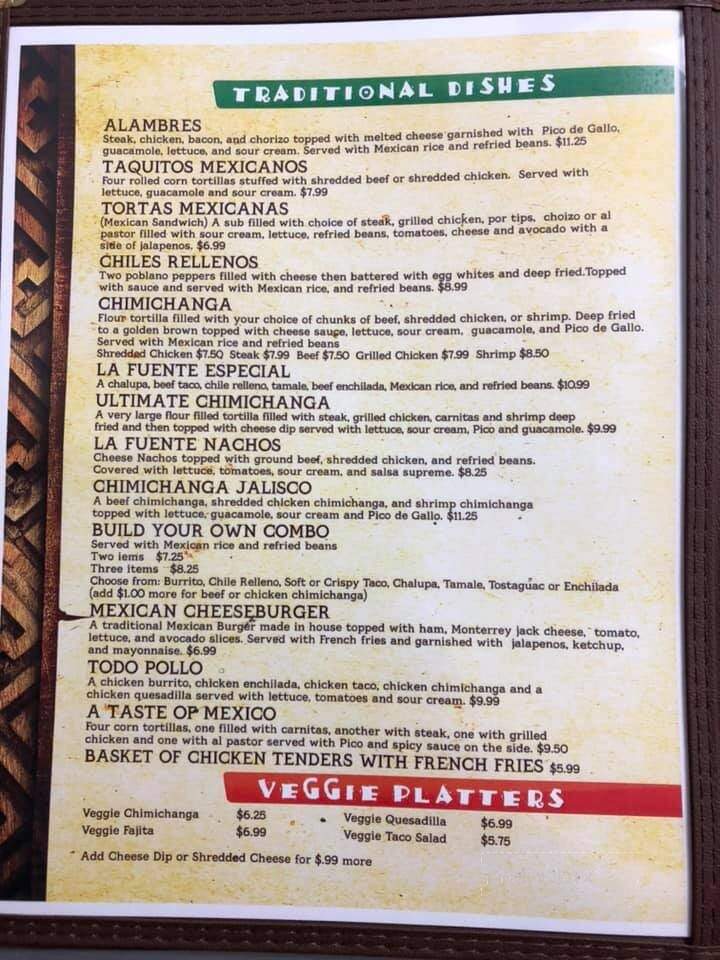 TRADITIONAL DISHES
ALAMBRES
Steak, chicken, bacon, and chorizo topped with melted cheese garnished with Pico de Gallo,
guacamole, lettuce, and sour cream. Served with Mexican rice and refried beans. $11.25
TAQUITOS MEXICANOS
Four rolled corn tortillas stuffed with shredded beef or shredded chicken. Served with
lettuce, guacamole and sour cream. $7.99
TORTAS MEXICANAS
(Mexican Sandwich) A sub filled with choice of steak, grilled chicken, por tips, choizo or al
pastor filled with sour cream, lettuce, refried beans, tomatoes, cheese and avocado with a
side of jalapenos. $6.99
CHILES RELLENOS
Two poblano peppers filled with cheese then battered with egg whites and deep fried.Topped
with sauce and served with Mexican rice, and refried beans. $8.99
CHIMICHANGA
Flour tortilla filled with your choice of chunks of beef, shredded chicken, or shrimp. Deep fried
to a golden brown topped with cheese sauce, lettuce, sour cream, guacamole, and Pico de Gallo.
Served with Mexican rice and refried beans
Shredded Chicken $7.50 Steak $7.99 Beef $7.50 Grilled Chicken $7.99 Shrimp $8.50
LA FUENTE ESPECIAL
A chalupa, beef taco, chile relleno, tamale, beef enchilada, Mexican rice, and refried beans. $10.99
ULTIMATE CHIMICHANGA
A very large flour filled tortilla filled with steak, grilled chicken, carnitas and shrimp deep
fried and then topped with cheese dip served with lettuce, sour cream, Pico and guacamole. $9.99
LA FUENTE NACHOS
Cheese Nachos topped with ground beef, shredded chicken, and refried beans.
Covered with lettuce, tomatoes, sour cream, and salsa supreme. $8.25
CHIMICHANGA JALISCO
A beef chimichanga, shredded chicken chimichanga, and shrimp chimichanga
topped with lettuce, guacamole, sour cream and Pico de Gallo. $11.25
BUILD YOUR OWN COMBO
Served with Mexican rice and refried beans
Two iems $7.25
Three items $8.25
Choose from: Burrito, Chile Relleno, Soft or Crispy Taco, Chalupa, Tamale, Tostaguac or Enchilada
(add $1.00 more for beef or chicken chimichanga)
MEXICAN CHEESEBURGER
A traditional Mexican Burger made in house topped with ham, Monterrey jack cheese, tomato,
lettuce, and avocado slices. Served with French fries and garnished with jalapenos, ketchup,
and mayonnaise. $6.99
TODO POLLO
A chicken burrito, chicken enchilada, chicken taco, chicken chimichanga and a
chicken quesadilla served with lettuce, tomatoes and sour cream. $9.99
A TASTE OF MEXICO
Four corn tortillas, one filled with carnitas, another with steak, one with grilled
chicken and one with al pastor served with Pico and spicy sauce on the side. $9.50
BASKET OF CHICKEN TENDERS WITH FRENCH FRIES $5.99
VEGGIE PLATTERS
Veggie Chimichanga $6.25 Veggie Quesadilla $6.99
Veggie Fajita $6.99 Veggie Taco Salad $5.75
Add Cheese Dip or Shredded Cheese for $.99 more